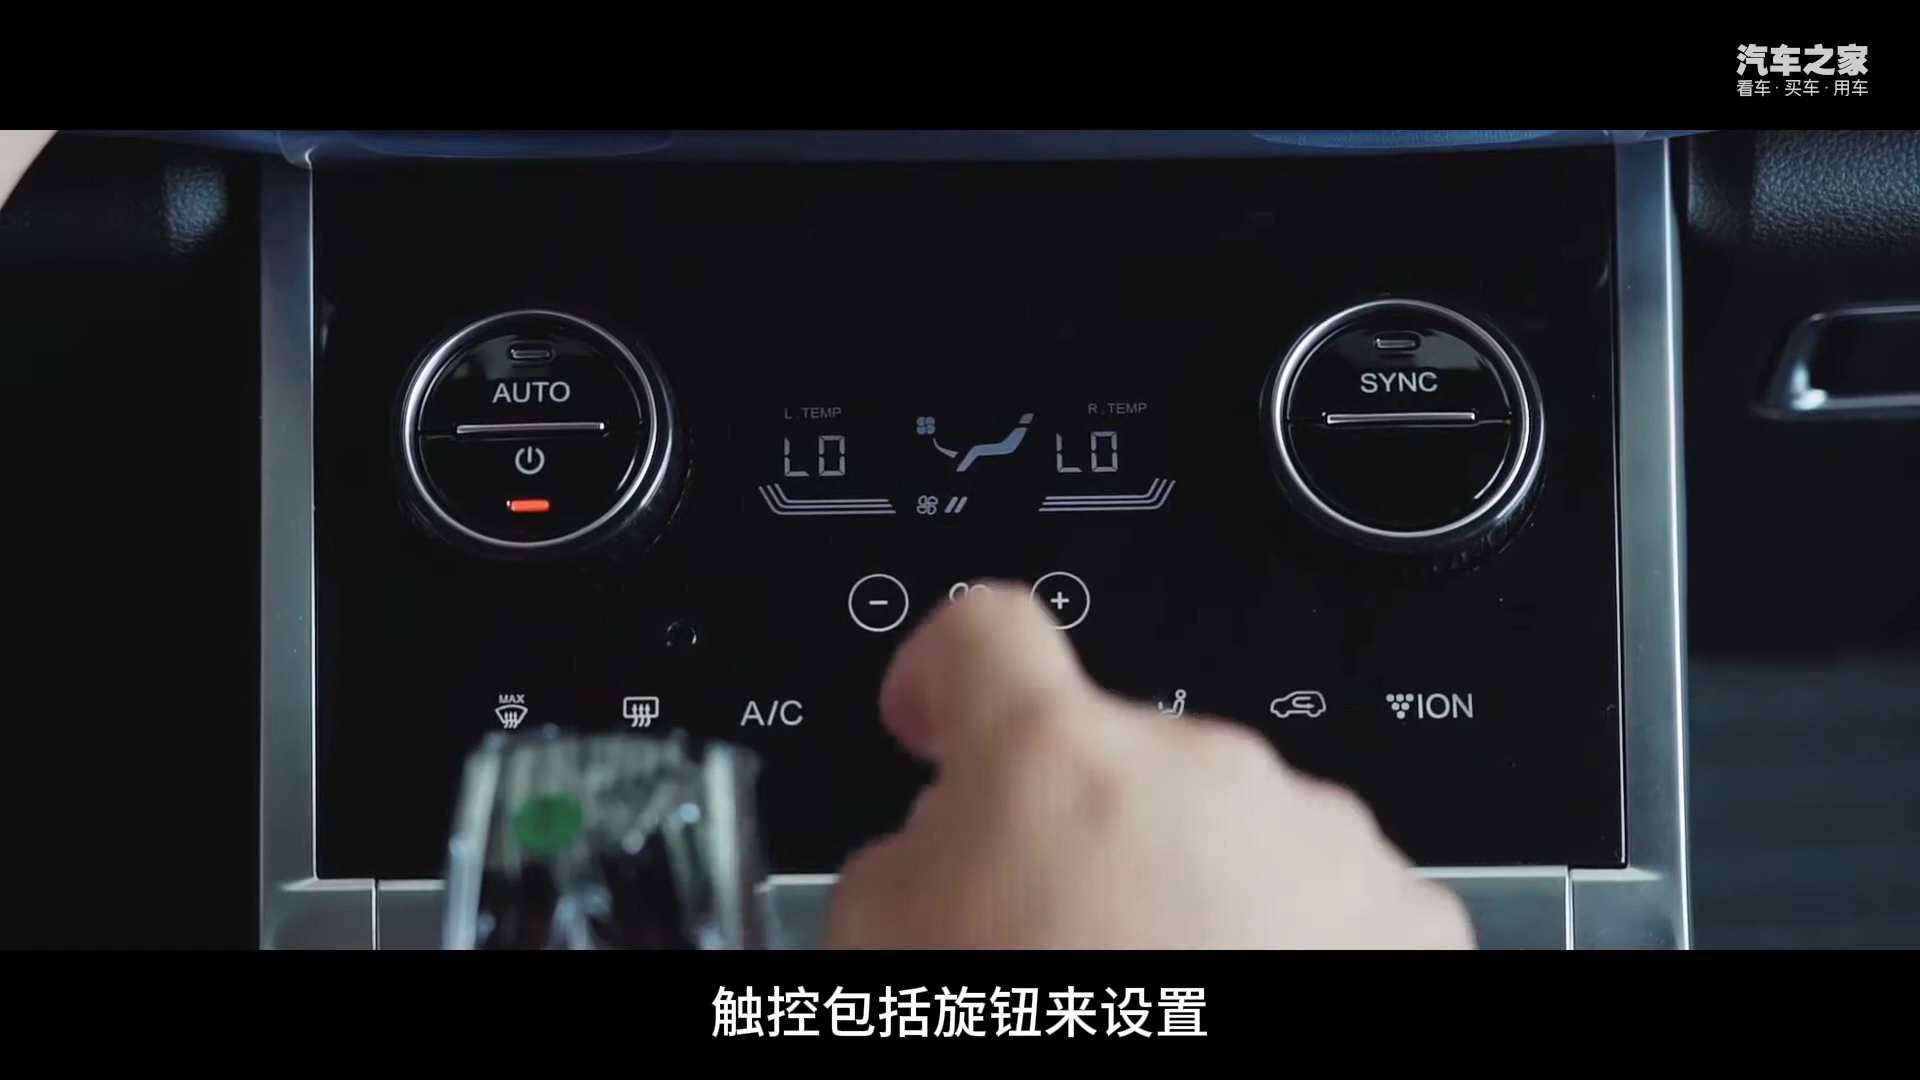 汽车之家
看车·买车·用车
AUTO
SYNC
L.TEMP
R.TEMP
LO
LO
MAX
A/C
ION
触控包括旋钮来设置